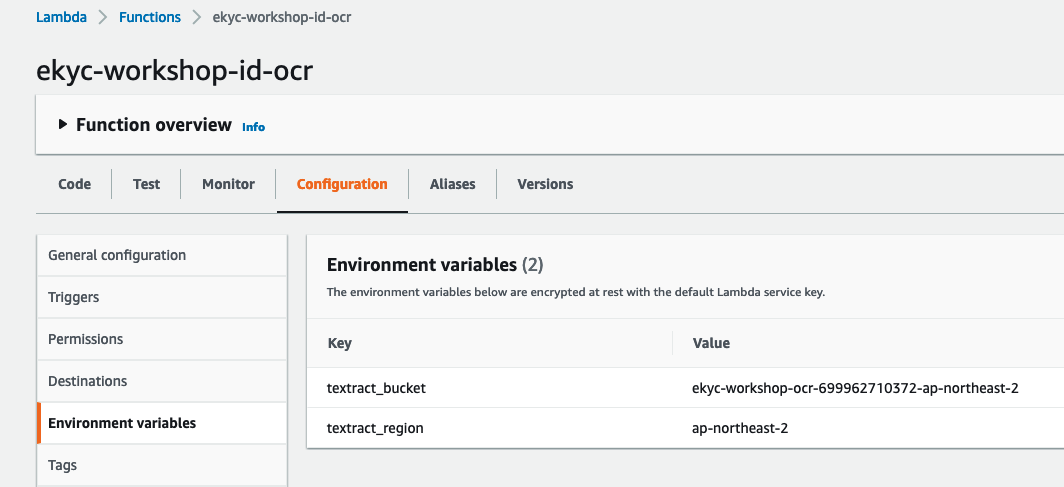 Lambda > Functions > ekyc-workshop-id-ocr
ekyc-workshop-id-ocr
Function overview Info
Code Test Monitor Configuration Aliases Versions
General configuration
Triggers
Permissions
Destinations
Environment variables
Tags
Environment variables (2)
The environment variables below are encrypted at rest with the default Lambda service key.
Key Value
textract_bucket ekyc-workshop-ocr-699962710372-ap-northeast-2
textract_region ap-northeast-2